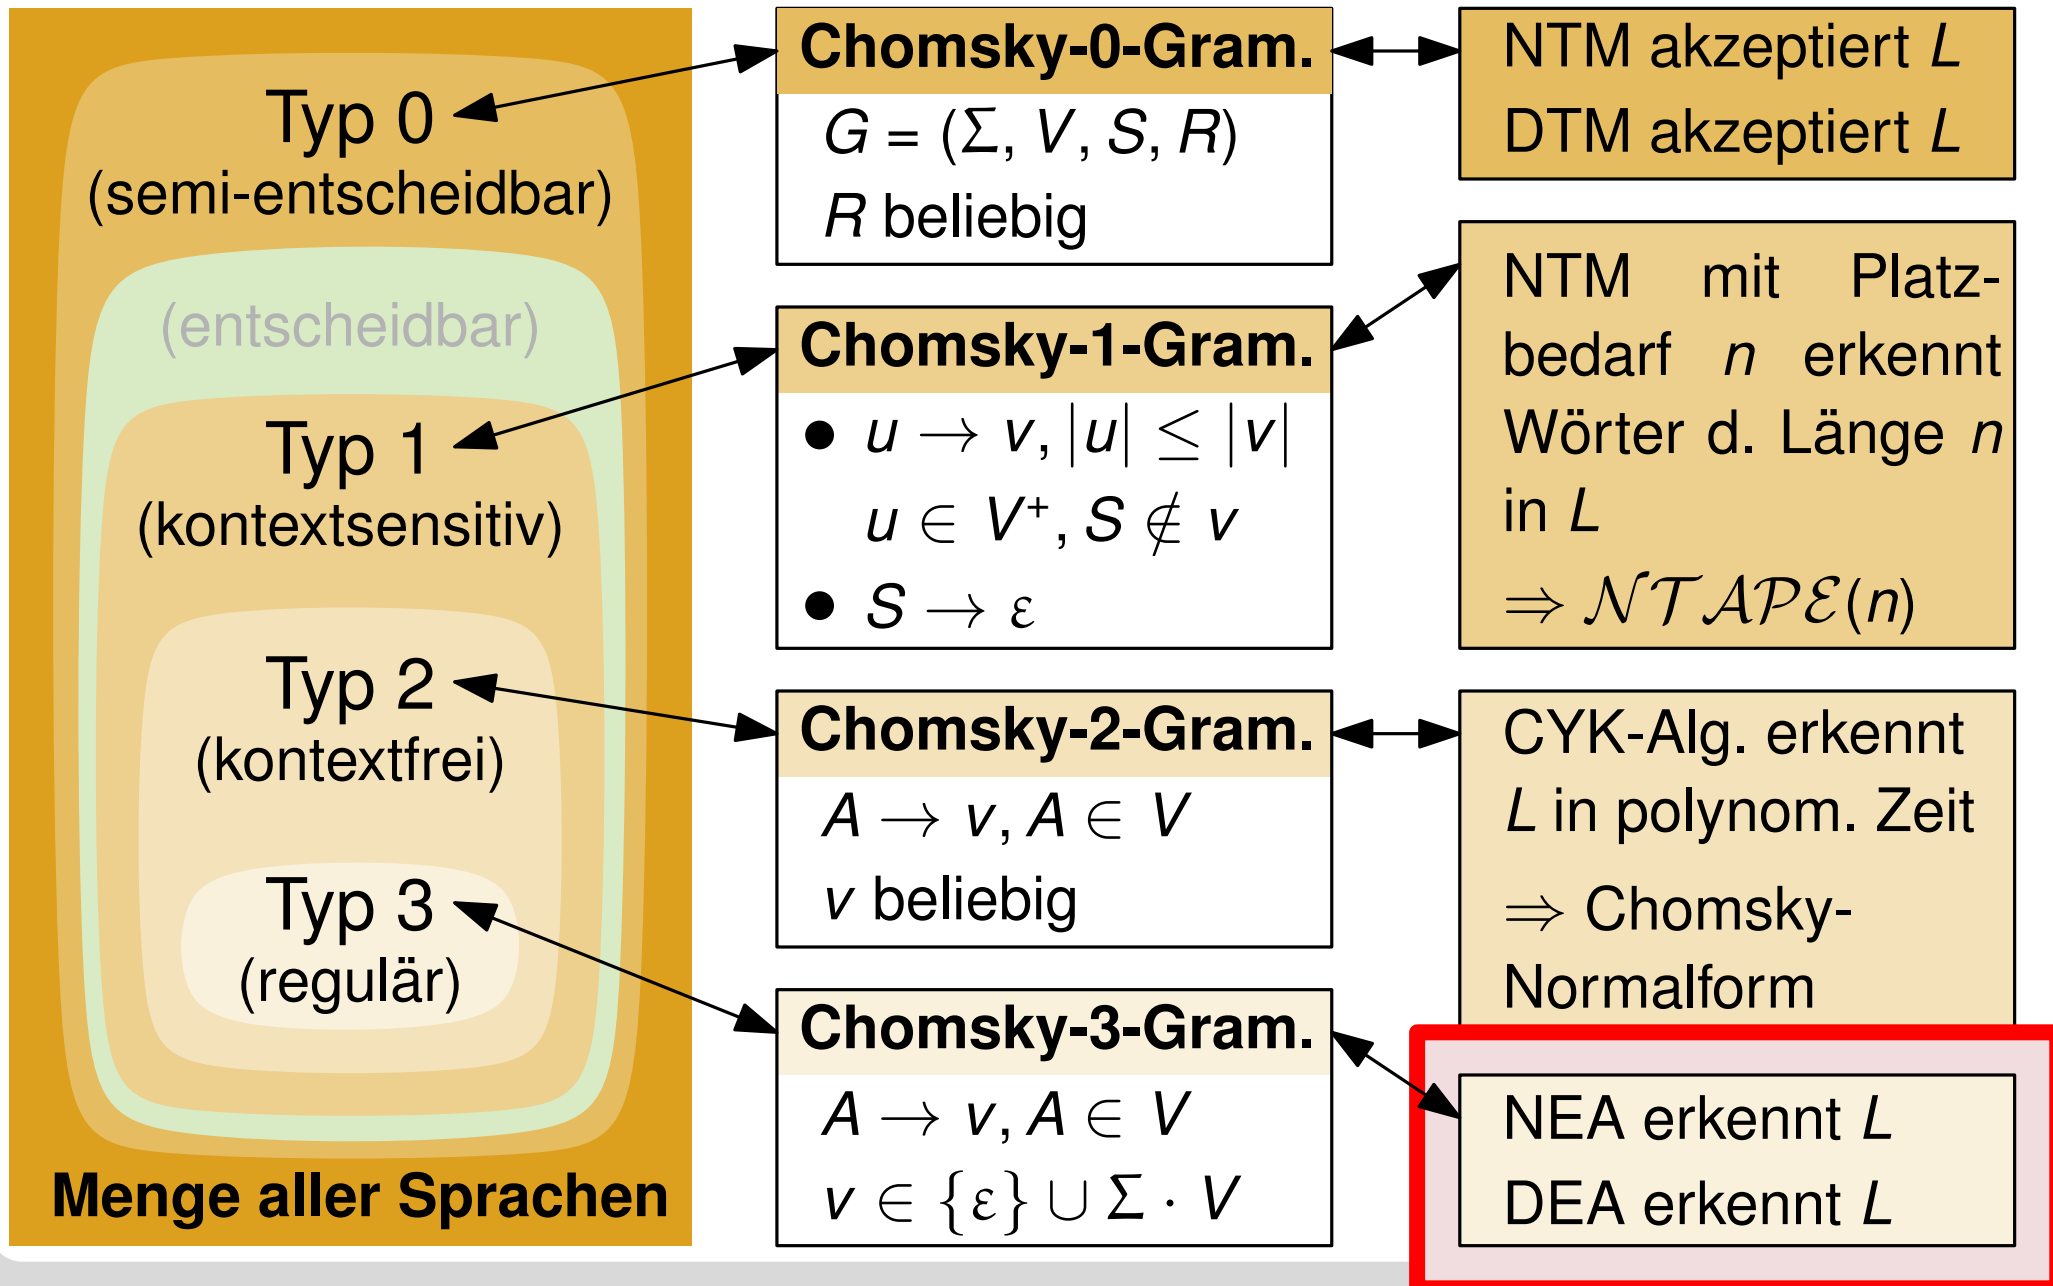 Typ 0
(semi-entscheidbar)
(entscheidbar)
Typ 1
(kontextsensitiv)
Typ 2
(kontextfrei)
Typ 3
(regulär)
Menge aller Sprachen
Chomsky-0-Gram.
G = (Σ, V, S, R)
R beliebig
Chomsky-1-Gram.
● u → v, |u| ≤ |v|
u ∈ V⁺, S ∉ v
● S → ε
Chomsky-2-Gram.
A → v, A ∈ V
v beliebig
Chomsky-3-Gram.
A → v, A ∈ V
v ∈ {ε} ∪ Σ · V
NTM akzeptiert L
DTM akzeptiert L
NTM mit Platz-
bedarf n erkennt
Wörter d. Länge n
in L
⇒ 𝒩𝒯𝒜𝒫ℰ(n)
CYK-Alg. erkennt
L in polynom. Zeit
⇒ Chomsky-
Normalform
NEA erkennt L
DEA erkennt L